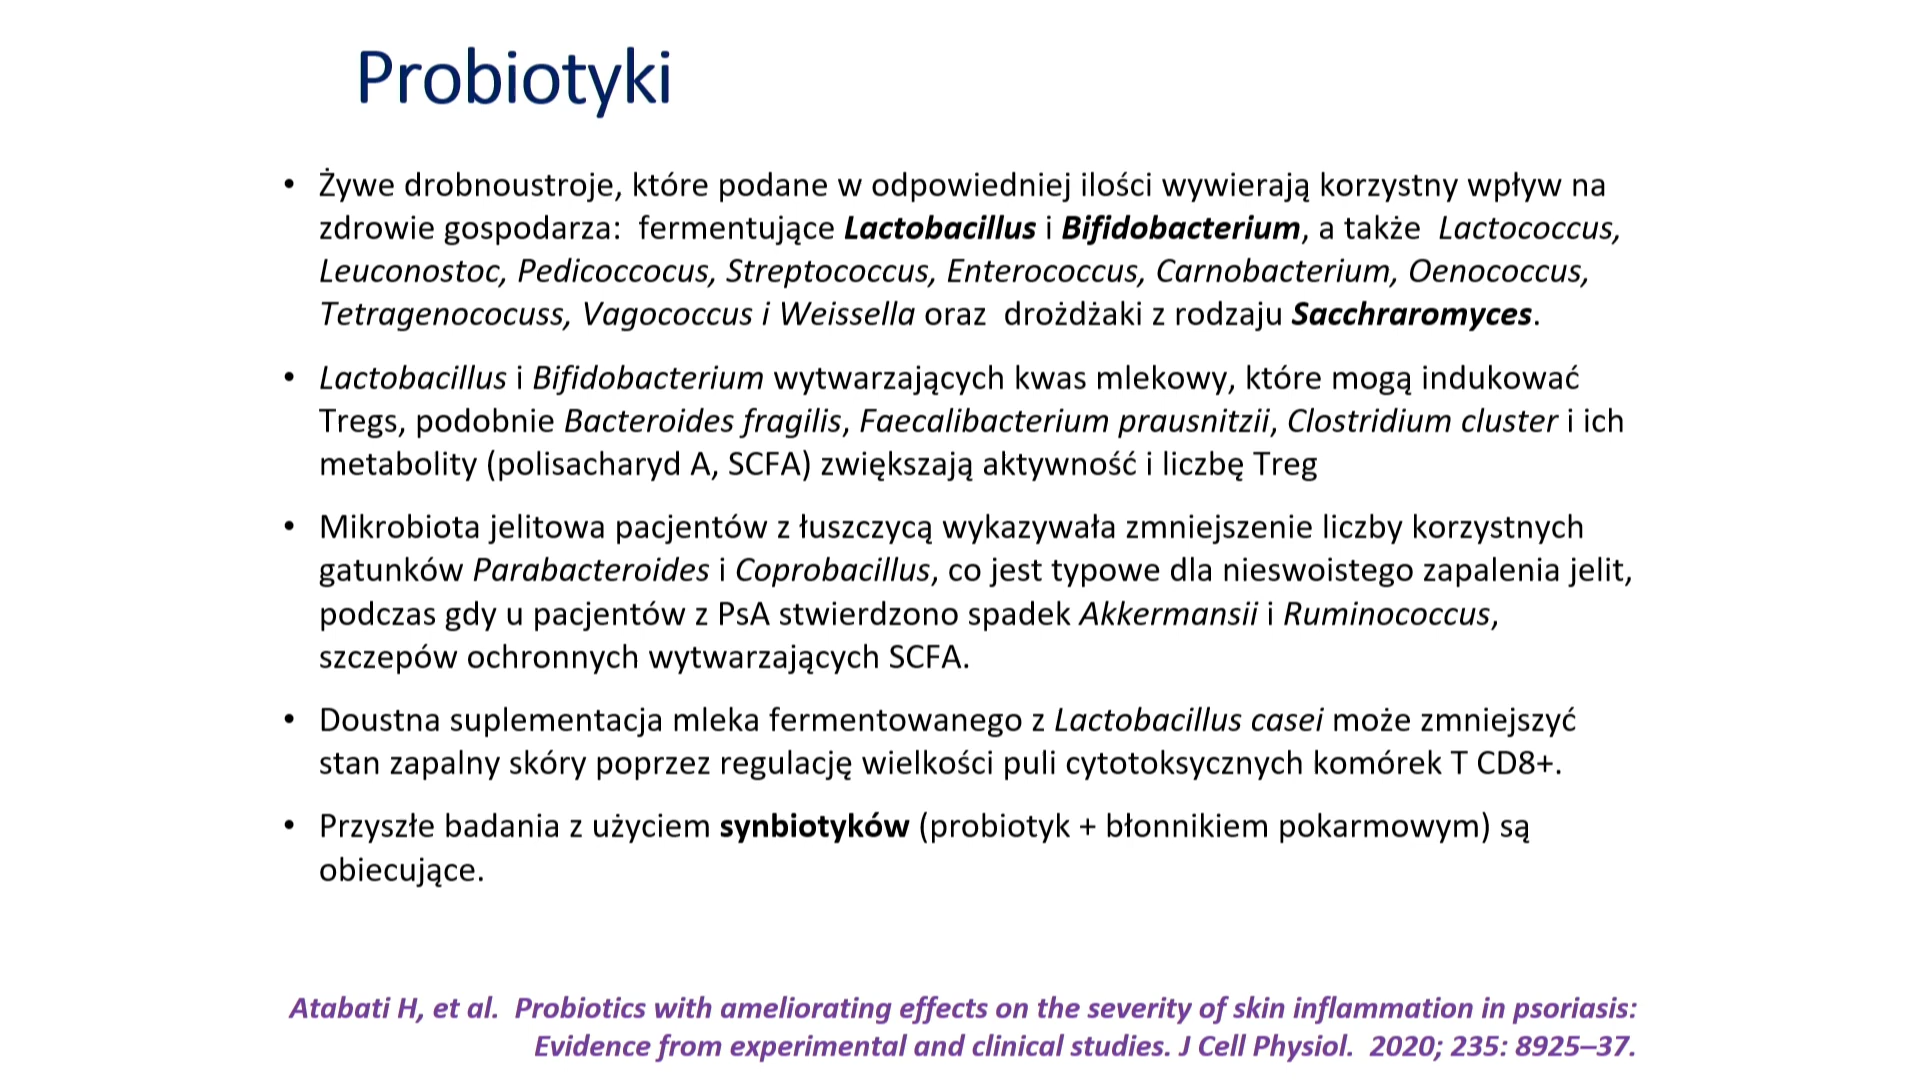 Probiotyki
• Żywe drobnoustroje, które podane w odpowiedniej ilości wywierają korzystny wpływ na
zdrowie gospodarza: fermentujące Lactobacillus i Bifidobacterium, a także Lactococcus,
Leuconostoc, Pedicoccocus, Streptococcus, Enterococcus, Carnobacterium, Oenococcus,
Tetragenococuss, Vagococcus i Weissella oraz drożdżaki z rodzaju Sacchraromyces.
• Lactobacillus i Bifidobacterium wytwarzających kwas mlekowy, które mogą indukować
Tregs, podobnie Bacteroides fragilis, Faecalibacterium prausnitzii, Clostridium cluster i ich
metabolity (polisacharyd A, SCFA) zwiększają aktywność i liczbę Treg
• Mikrobiota jelitowa pacjentów z łuszczycą wykazywała zmniejszenie liczby korzystnych
gatunków Parabacteroides i Coprobacillus, co jest typowe dla nieswoistego zapalenia jelit,
podczas gdy u pacjentów z PsA stwierdzono spadek Akkermansii i Ruminococcus,
szczepów ochronnych wytwarzających SCFA.
• Doustna suplementacja mleka fermentowanego z Lactobacillus casei może zmniejszyć
stan zapalny skóry poprzez regulację wielkości puli cytotoksycznych komórek T CD8+.
• Przyszłe badania z użyciem synbiotyków (probiotyk + błonnikiem pokarmowym) są
obiecujące.
Atabati H, et al. Probiotics with ameliorating effects on the severity of skin inflammation in psoriasis:
Evidence from experimental and clinical studies. J Cell Physiol. 2020; 235: 8925–37.